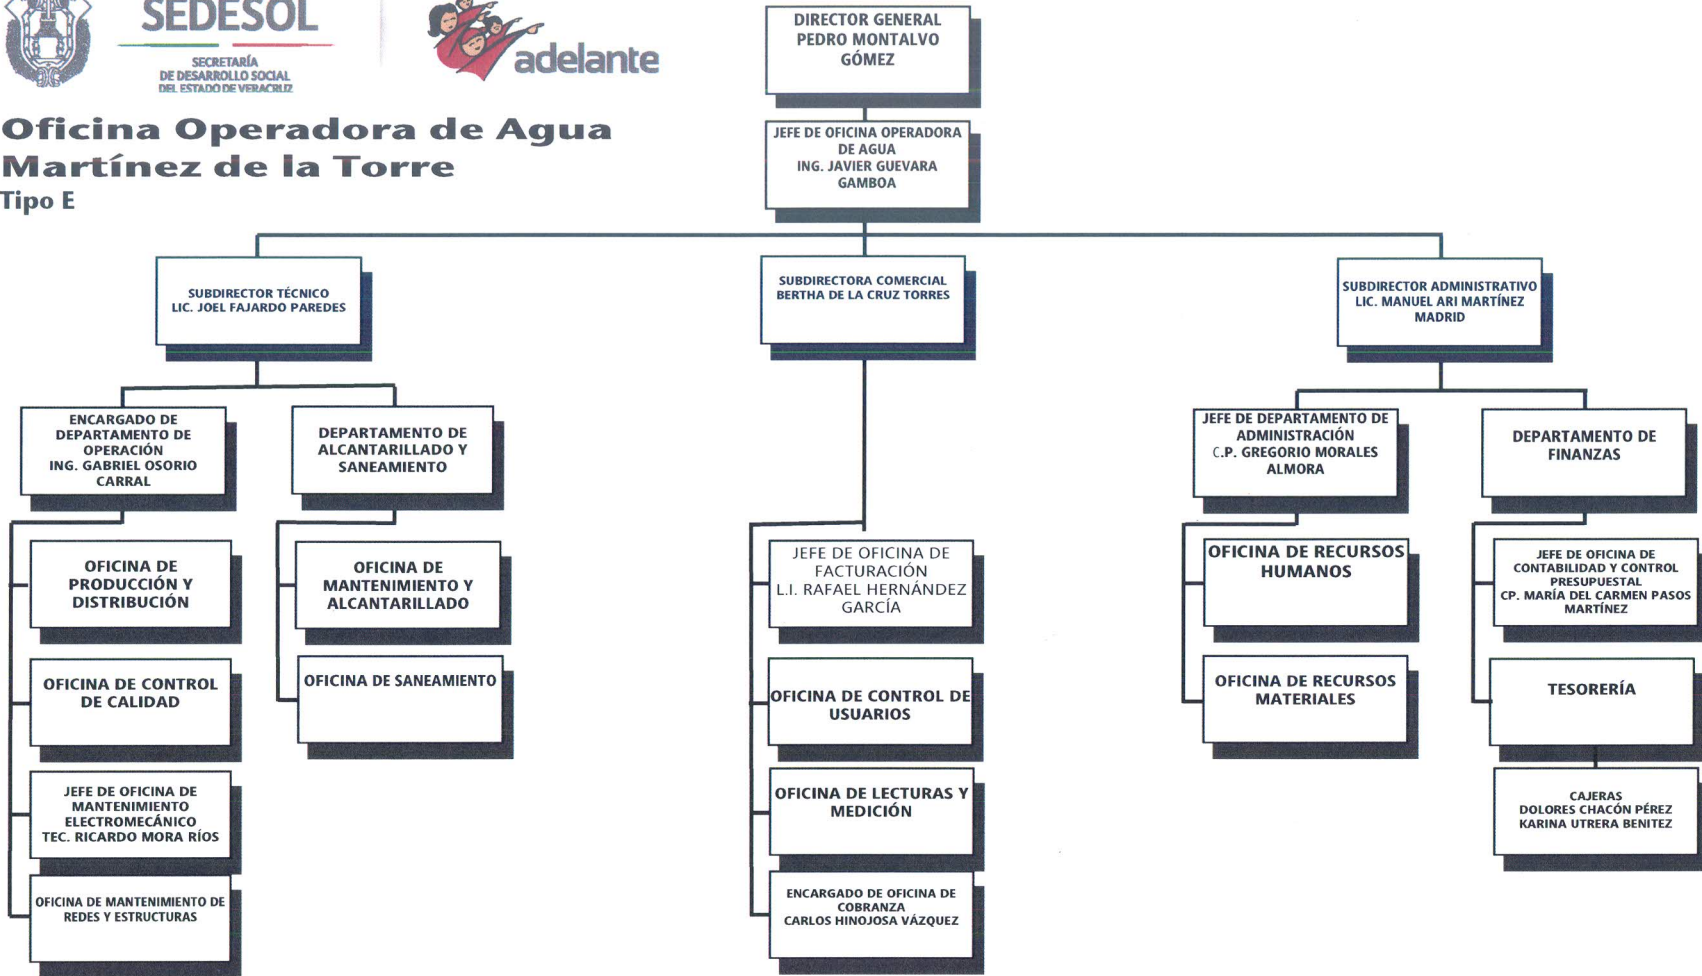 SEDESOL
SECRETARÍA
DE DESARROLLO SOCIAL
DEL ESTADO DE VERACRUZ
adelante
Oficina Operadora de Agua
Martínez de la Torre
Tipo E
DIRECTOR GENERAL
PEDRO MONTALVO
GÓMEZ
JEFE DE OFICINA OPERADORA
DE AGUA
ING. JAVIER GUEVARA
GAMBOA
SUBDIRECTOR TÉCNICO
LIC. JOEL FAJARDO PAREDES
SUBDIRECTORA COMERCIAL
BERTHA DE LA CRUZ TORRES
SUBDIRECTOR ADMINISTRATIVO
LIC. MANUEL ARI MARTÍNEZ
MADRID
ENCARGADO DE
DEPARTAMENTO DE
OPERACIÓN
ING. GABRIEL OSORIO
CARRAL
DEPARTAMENTO DE
ALCANTARILLADO Y
SANEAMIENTO
JEFE DE DEPARTAMENTO DE
ADMINISTRACIÓN
C.P. GREGORIO MORALES
ALMORA
DEPARTAMENTO DE
FINANZAS
OFICINA DE
PRODUCCIÓN Y
DISTRIBUCIÓN
OFICINA DE
MANTENIMIENTO Y
ALCANTARILLADO
JEFE DE OFICINA DE
FACTURACIÓN
L.I. RAFAEL HERNÁNDEZ
GARCÍA
OFICINA DE RECURSOS
HUMANOS
JEFE DE OFICINA DE
CONTABILIDAD Y CONTROL
PRESUPUESTAL
CP. MARÍA DEL CARMEN PASOS
MARTÍNEZ
OFICINA DE CONTROL
DE CALIDAD
OFICINA DE SANEAMIENTO
OFICINA DE CONTROL DE
USUARIOS
OFICINA DE RECURSOS
MATERIALES
TESORERÍA
JEFE DE OFICINA DE
MANTENIMIENTO
ELECTROMECÁNICO
TEC. RICARDO MORA RÍOS
OFICINA DE LECTURAS Y
MEDICIÓN
CAJERAS
DOLORES CHACÓN PÉREZ
KARINA UTRERA BENITEZ
OFICINA DE MANTENIMIENTO DE
REDES Y ESTRUCTURAS
ENCARGADO DE OFICINA DE
COBRANZA
CARLOS HINOJOSA VÁZQUEZ